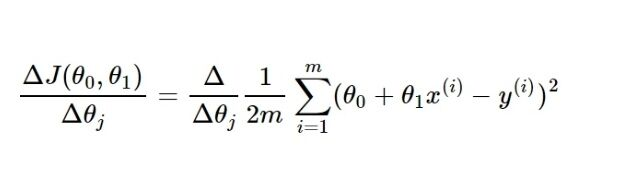 ΔJ(θ₀, θ₁) / Δθⱼ = Δ / Δθⱼ 1 / 2m ∑ᵢ₌₁ᵐ (θ₀ + θ₁x⁽ⁱ⁾ − y⁽ⁱ⁾)²